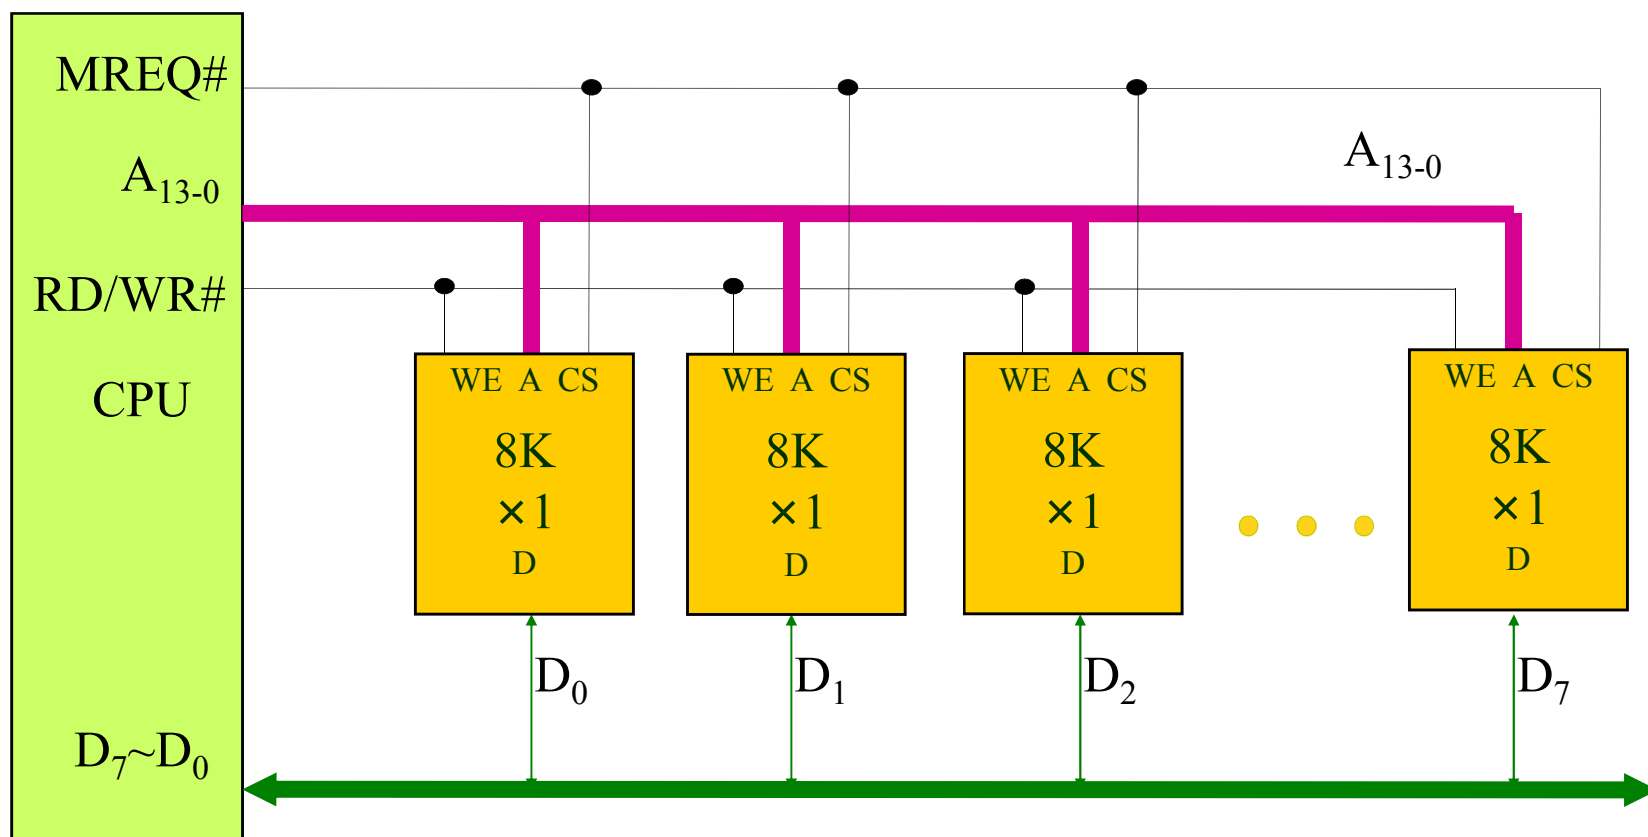 MREQ#
A13-0
A13-0
RD/WR#
CPU
WE A CS
8K
×1
D
WE A CS
8K
×1
D
WE A CS
8K
×1
D
WE A CS
8K
×1
D
D0
D1
D2
D7
D7~D0